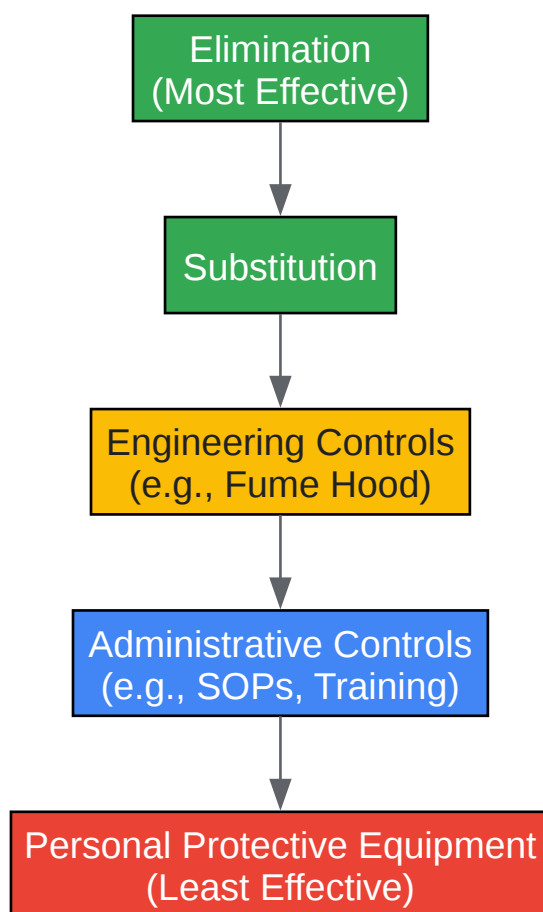 Elimination
(Most Effective)
Substitution
Engineering Controls
(e.g., Fume Hood)
Administrative Controls
(e.g., SOPs, Training)
Personal Protective Equipment
(Least Effective)